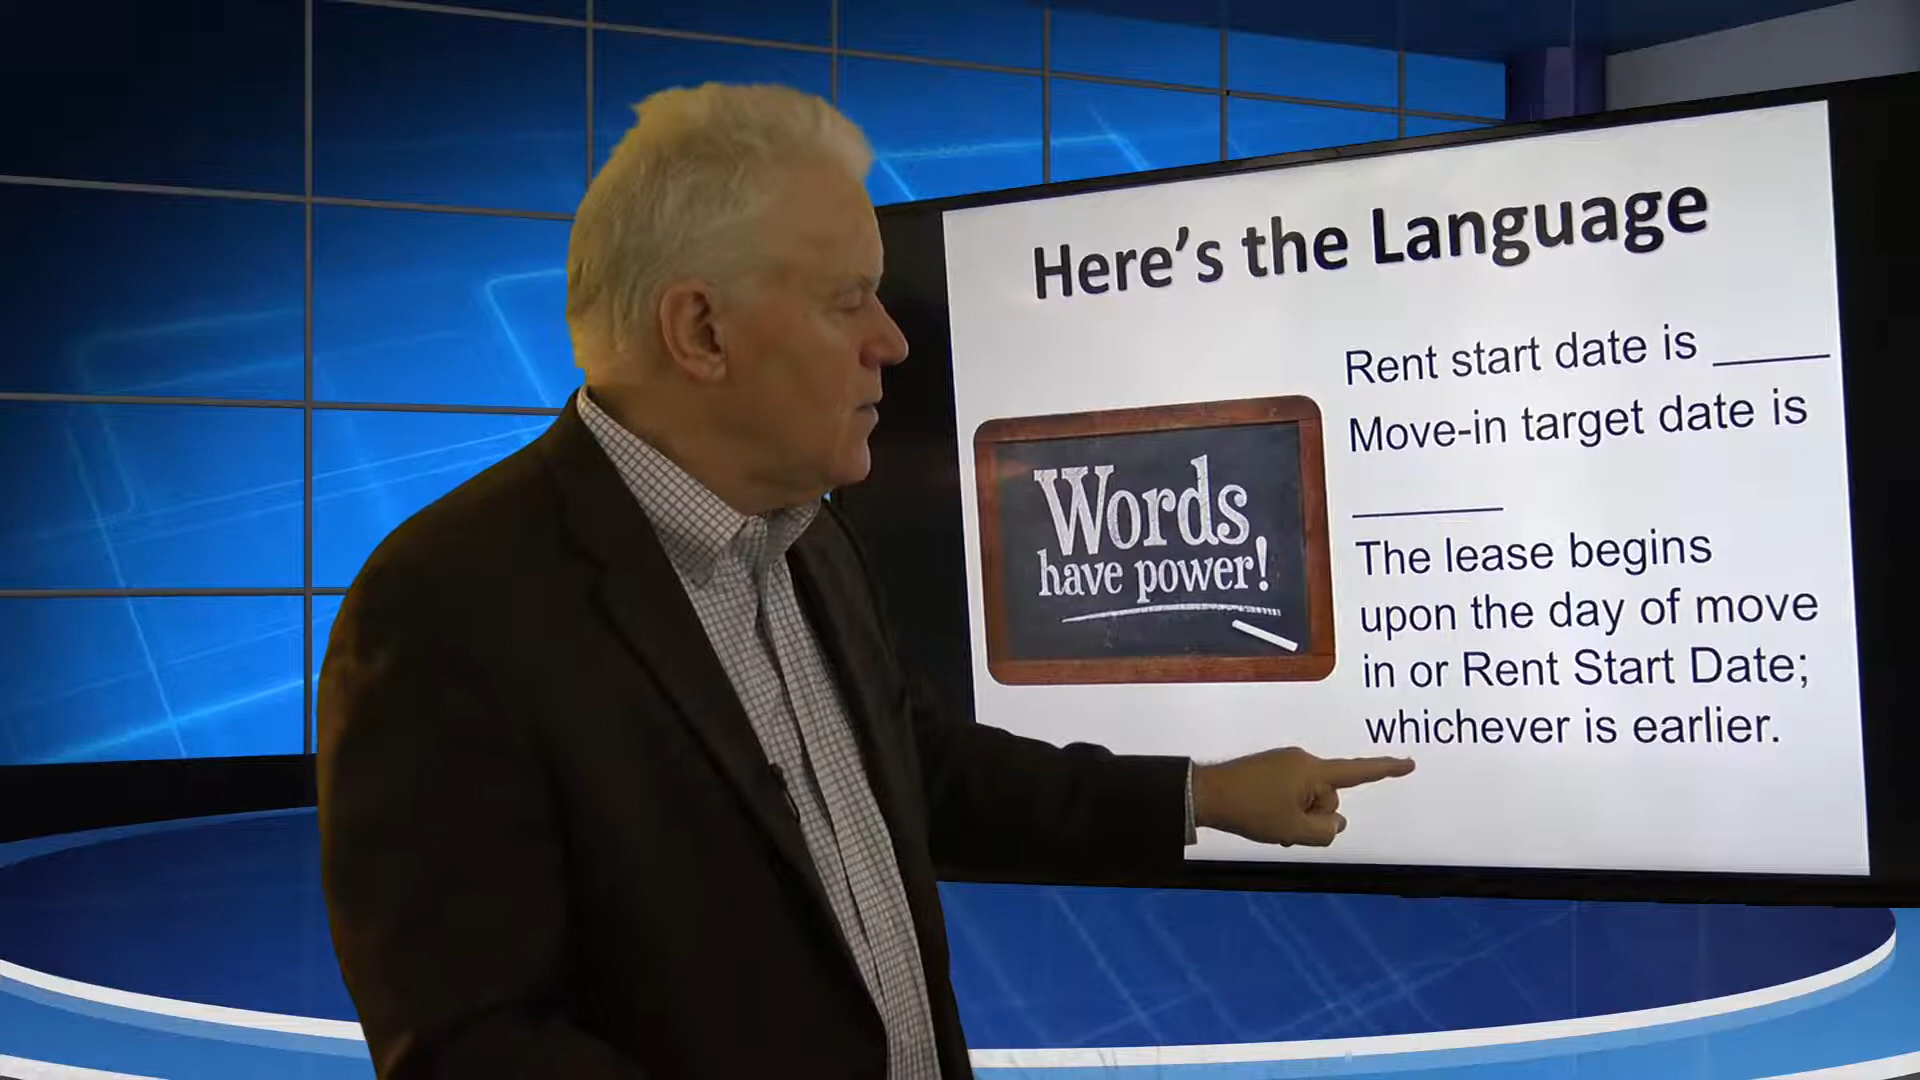 Here's the Language
Rent start date is _____
Move-in target date is
_______
The lease begins
upon the day of move
in or Rent Start Date;
whichever is earlier.
Words
have power!